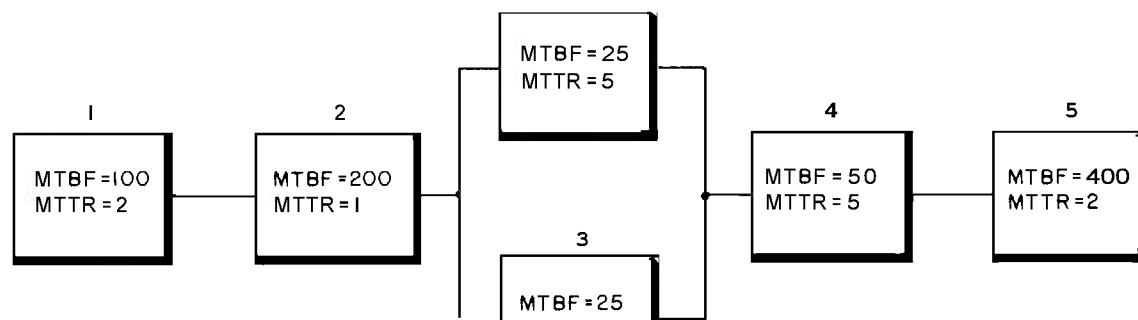 1
MTBF=100
MTTR=2
2
MTBF=200
MTTR=1
MTBF=25
MTTR=5
3
MTBF=25
4
MTBF=50
MTTR=5
5
MTBF=400
MTTR=2